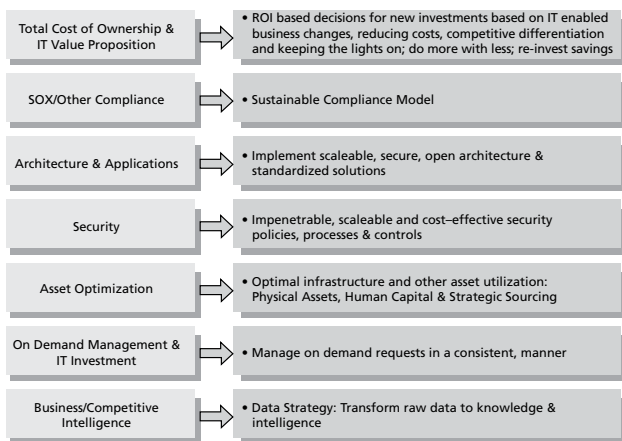 Total Cost of Ownership &
IT Value Proposition
• ROI based decisions for new investments based on IT enabled
business changes, reducing costs, competitive differentiation
and keeping the lights on; do more with less; re-invest savings
SOX/Other Compliance
• Sustainable Compliance Model
Architecture & Applications
• Implement scaleable, secure, open architecture &
standardized solutions
Security
• Impenetrable, scaleable and cost–effective security
policies, processes & controls
Asset Optimization
• Optimal infrastructure and other asset utilization:
Physical Assets, Human Capital & Strategic Sourcing
On Demand Management &
IT Investment
• Manage on demand requests in a consistent, manner
Business/Competitive
Intelligence
• Data Strategy: Transform raw data to knowledge &
intelligence